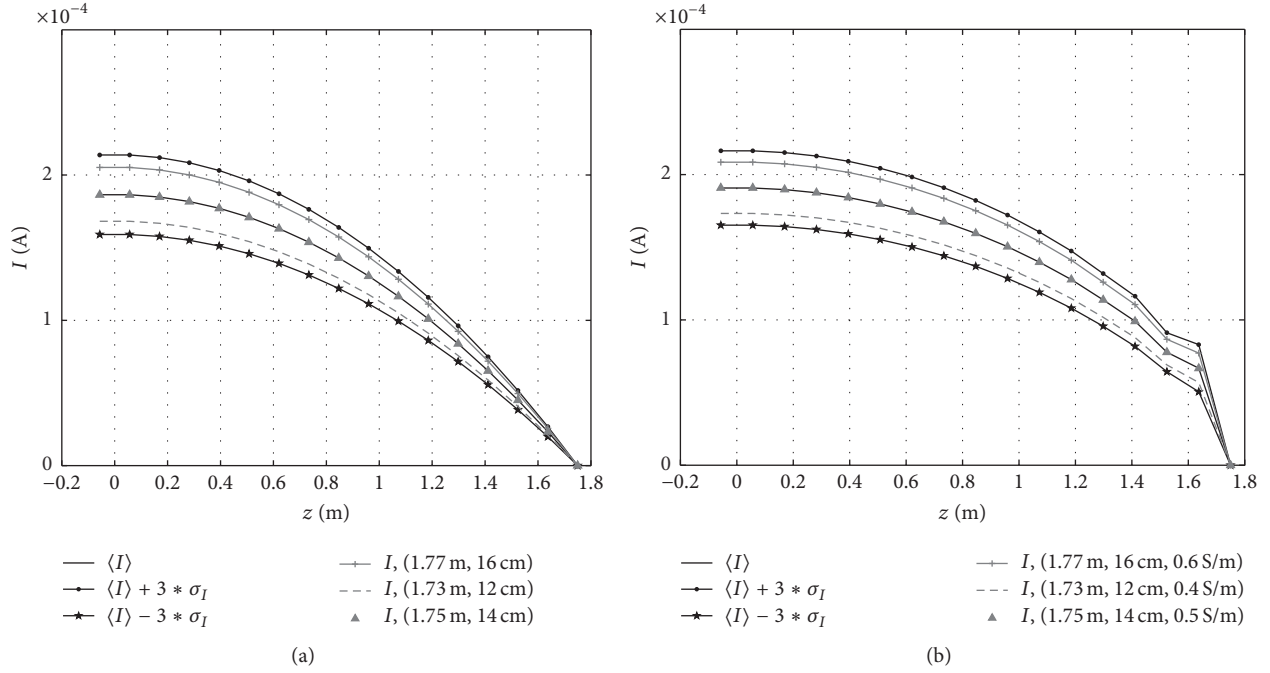 ×10⁻⁴
2
1
0
I (A)
−0.2 0 0.2 0.4 0.6 0.8 1 1.2 1.4 1.6 1.8
z (m)
⟨I⟩
⟨I⟩ + 3 ∗ σ_I
⟨I⟩ − 3 ∗ σ_I
I, (1.77 m, 16 cm)
I, (1.73 m, 12 cm)
I, (1.75 m, 14 cm)
(a)
×10⁻⁴
2
1
0
I (A)
−0.2 0 0.2 0.4 0.6 0.8 1 1.2 1.4 1.6 1.8
z (m)
⟨I⟩
⟨I⟩ + 3 ∗ σ_I
⟨I⟩ − 3 ∗ σ_I
I, (1.77 m, 16 cm, 0.6 S/m)
I, (1.73 m, 12 cm, 0.4 S/m)
I, (1.75 m, 14 cm, 0.5 S/m)
(b)